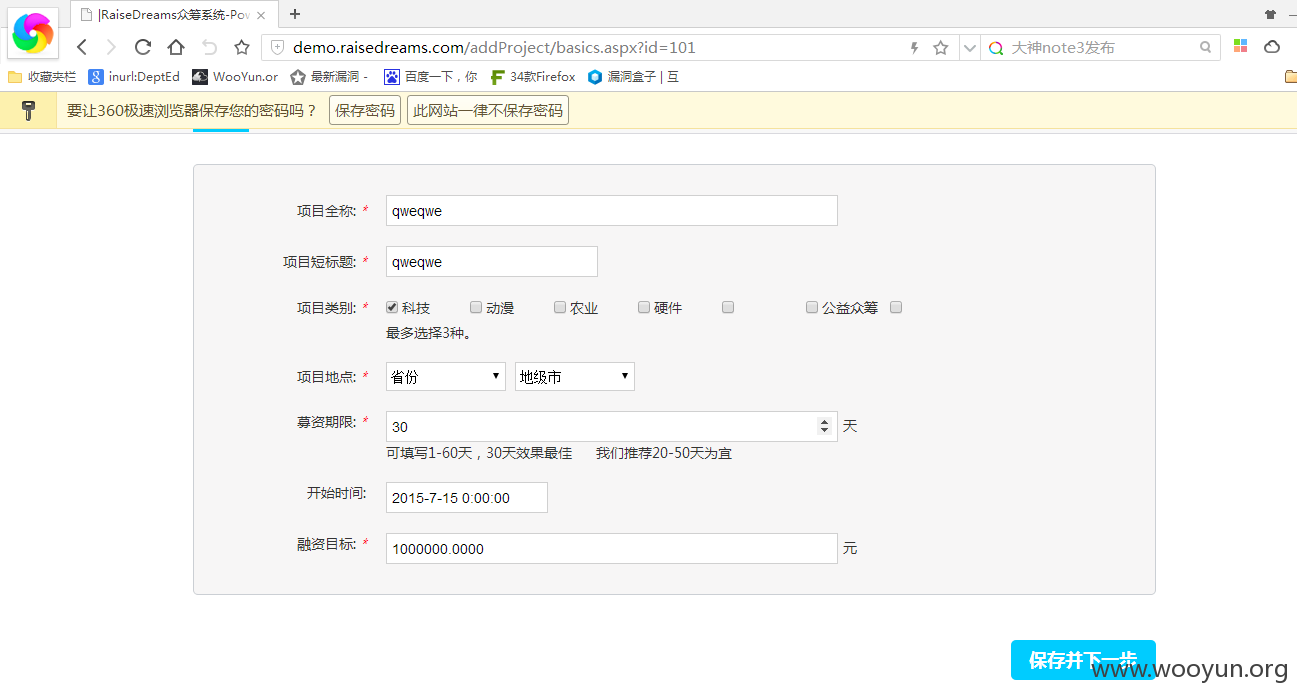 |RaiseDreams众筹系统-Pow
demo.raisedreams.com/addProject/basics.aspx?id=101
大神note3发布
收藏夹栏 inurl:DeptEd WooYun.or 最新漏洞 - 百度一下，你 34款Firefox 漏洞盒子 | 互
要让360极速浏览器保存您的密码吗？ 保存密码 此网站一律不保存密码
项目全称: * qweqwe
项目短标题: * qweqwe
项目类别: * 科技 动漫 农业 硬件 公益众筹
最多选择3种。
项目地点: * 省份 地级市
募资期限: * 30 天
可填写1-60天，30天效果最佳 我们推荐20-50天为宜
开始时间: 2015-7-15 0:00:00
融资目标: * 1000000.0000 元
保存并下一步
www.wooyun.org